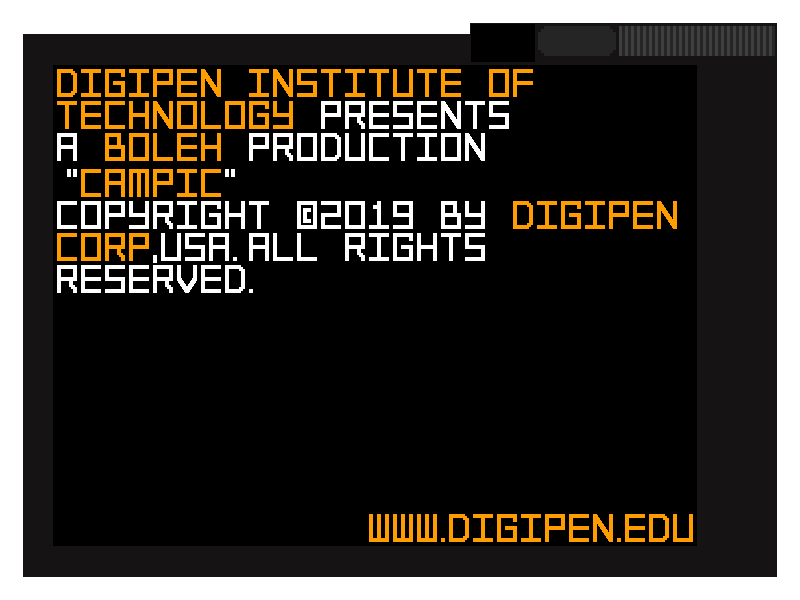 DIGIPEN INSTITUTE OF
TECHNOLOGY PRESENTS
A BOLEH PRODUCTION
"CAMPIC"
COPYRIGHT ©2019 BY DIGIPEN
CORP,USA. ALL RIGHTS
RESERVED.
WWW.DIGIPEN.EDU